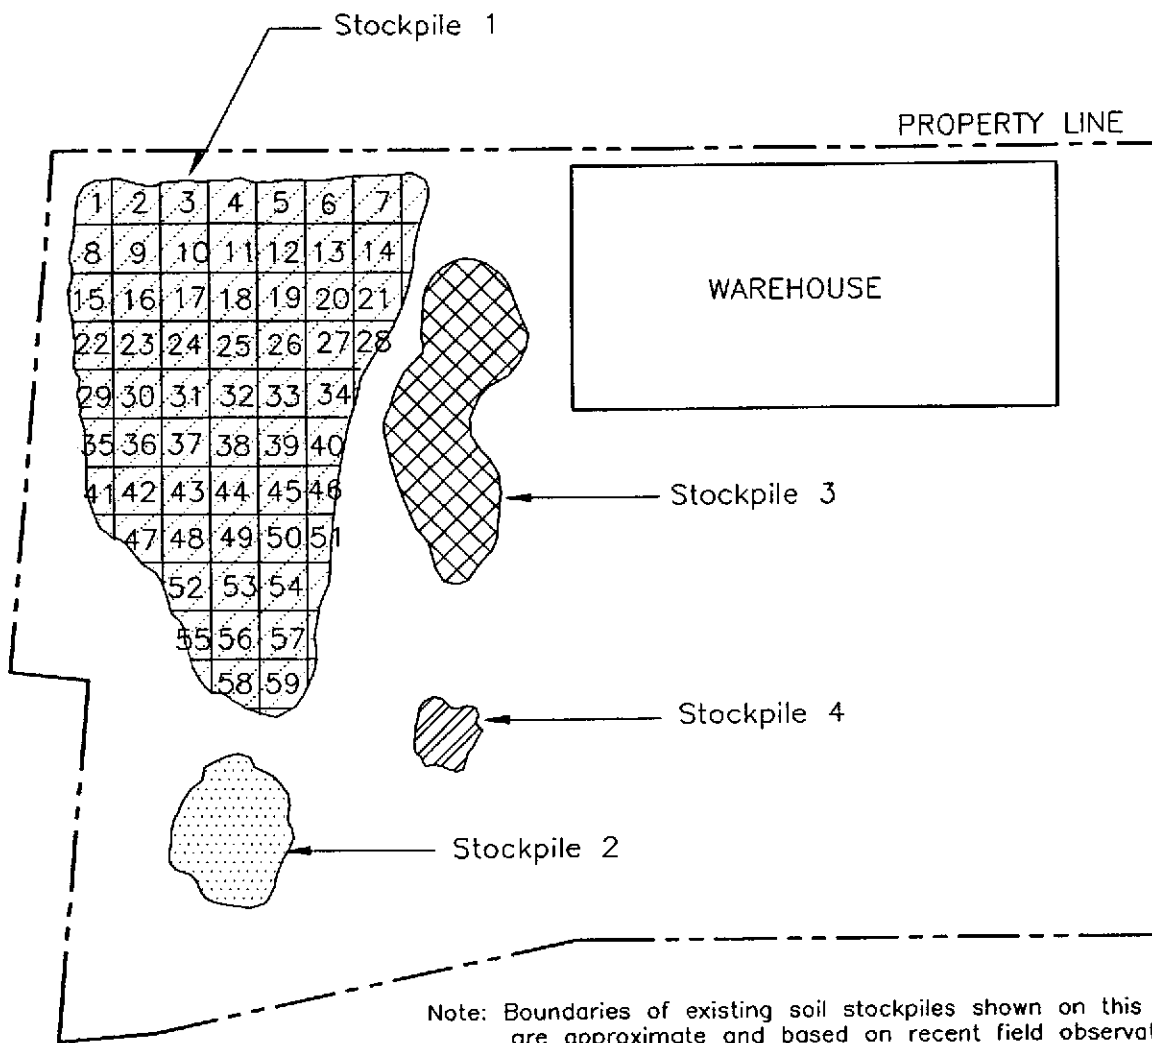 Stockpile 1
PROPERTY LINE
1 2 3 4 5 6 7
8 9 10 11 12 13 14
WAREHOUSE
15 16 17 18 19 20 21
22 23 24 25 26 27 28
29 30 31 32 33 34
35 36 37 38 39 40
41 42 43 44 45 46
Stockpile 3
47 48 49 50 51
52 53 54
55 56 57
58 59
Stockpile 4
Stockpile 2
Note: Boundaries of existing soil stockpiles shown on this
are approximate and based on recent field observat